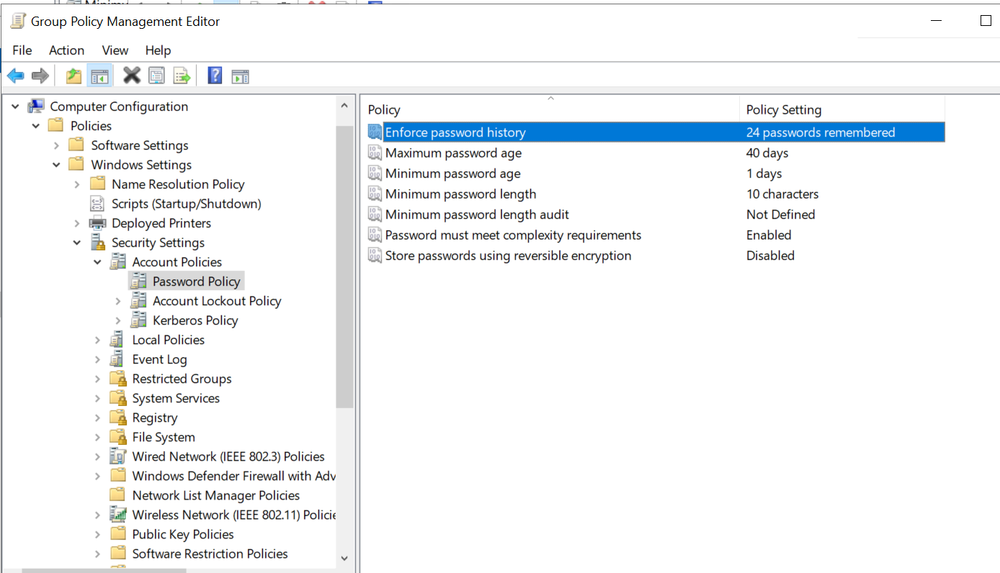 Group Policy Management Editor
File Action View Help
Computer Configuration
Policies
Software Settings
Windows Settings
Name Resolution Policy
Scripts (Startup/Shutdown)
Deployed Printers
Security Settings
Account Policies
Password Policy
Account Lockout Policy
Kerberos Policy
Local Policies
Event Log
Restricted Groups
System Services
Registry
File System
Wired Network (IEEE 802.3) Policies
Windows Defender Firewall with Adv
Network List Manager Policies
Wireless Network (IEEE 802.11) Policie
Public Key Policies
Software Restriction Policies
Policy Policy Setting
Enforce password history 24 passwords remembered
Maximum password age 40 days
Minimum password age 1 days
Minimum password length 10 characters
Minimum password length audit Not Defined
Password must meet complexity requirements Enabled
Store passwords using reversible encryption Disabled